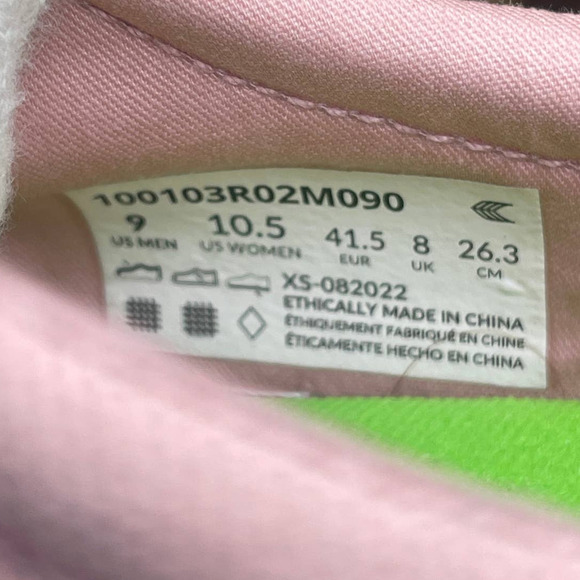 100103R02M090
9 10.5 41.5 8 26.3
US MEN US WOMEN EUR UK CM
XS-082022
ETHICALLY MADE IN CHINA
ÉTHIQUEMENT FABRIQUÉ EN CHINE
ÉTICAMENTE HECHO EN CHINA